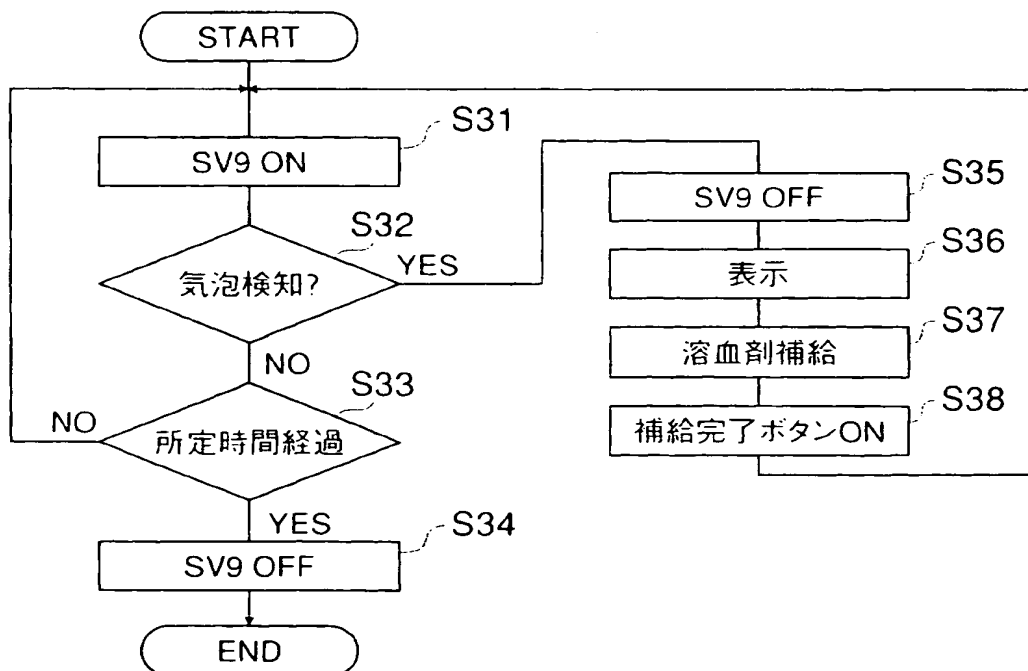 START
S31
SV9 ON
S32
気泡検知?
YES
NO
S33
所定時間経過
NO
YES
S34
SV9 OFF
END
S35
SV9 OFF
S36
表示
S37
溶血剤補給
S38
補給完了ボタンON